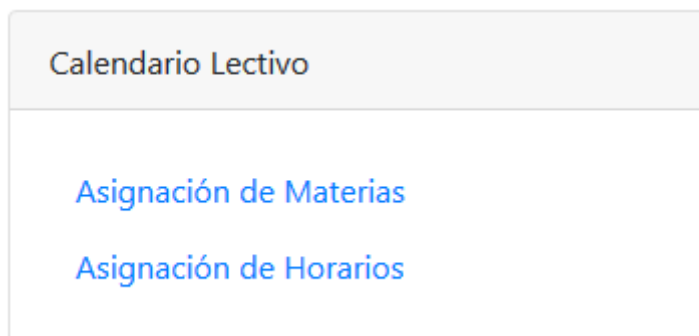 Calendario Lectivo
Asignación de Materias
Asignación de Horarios